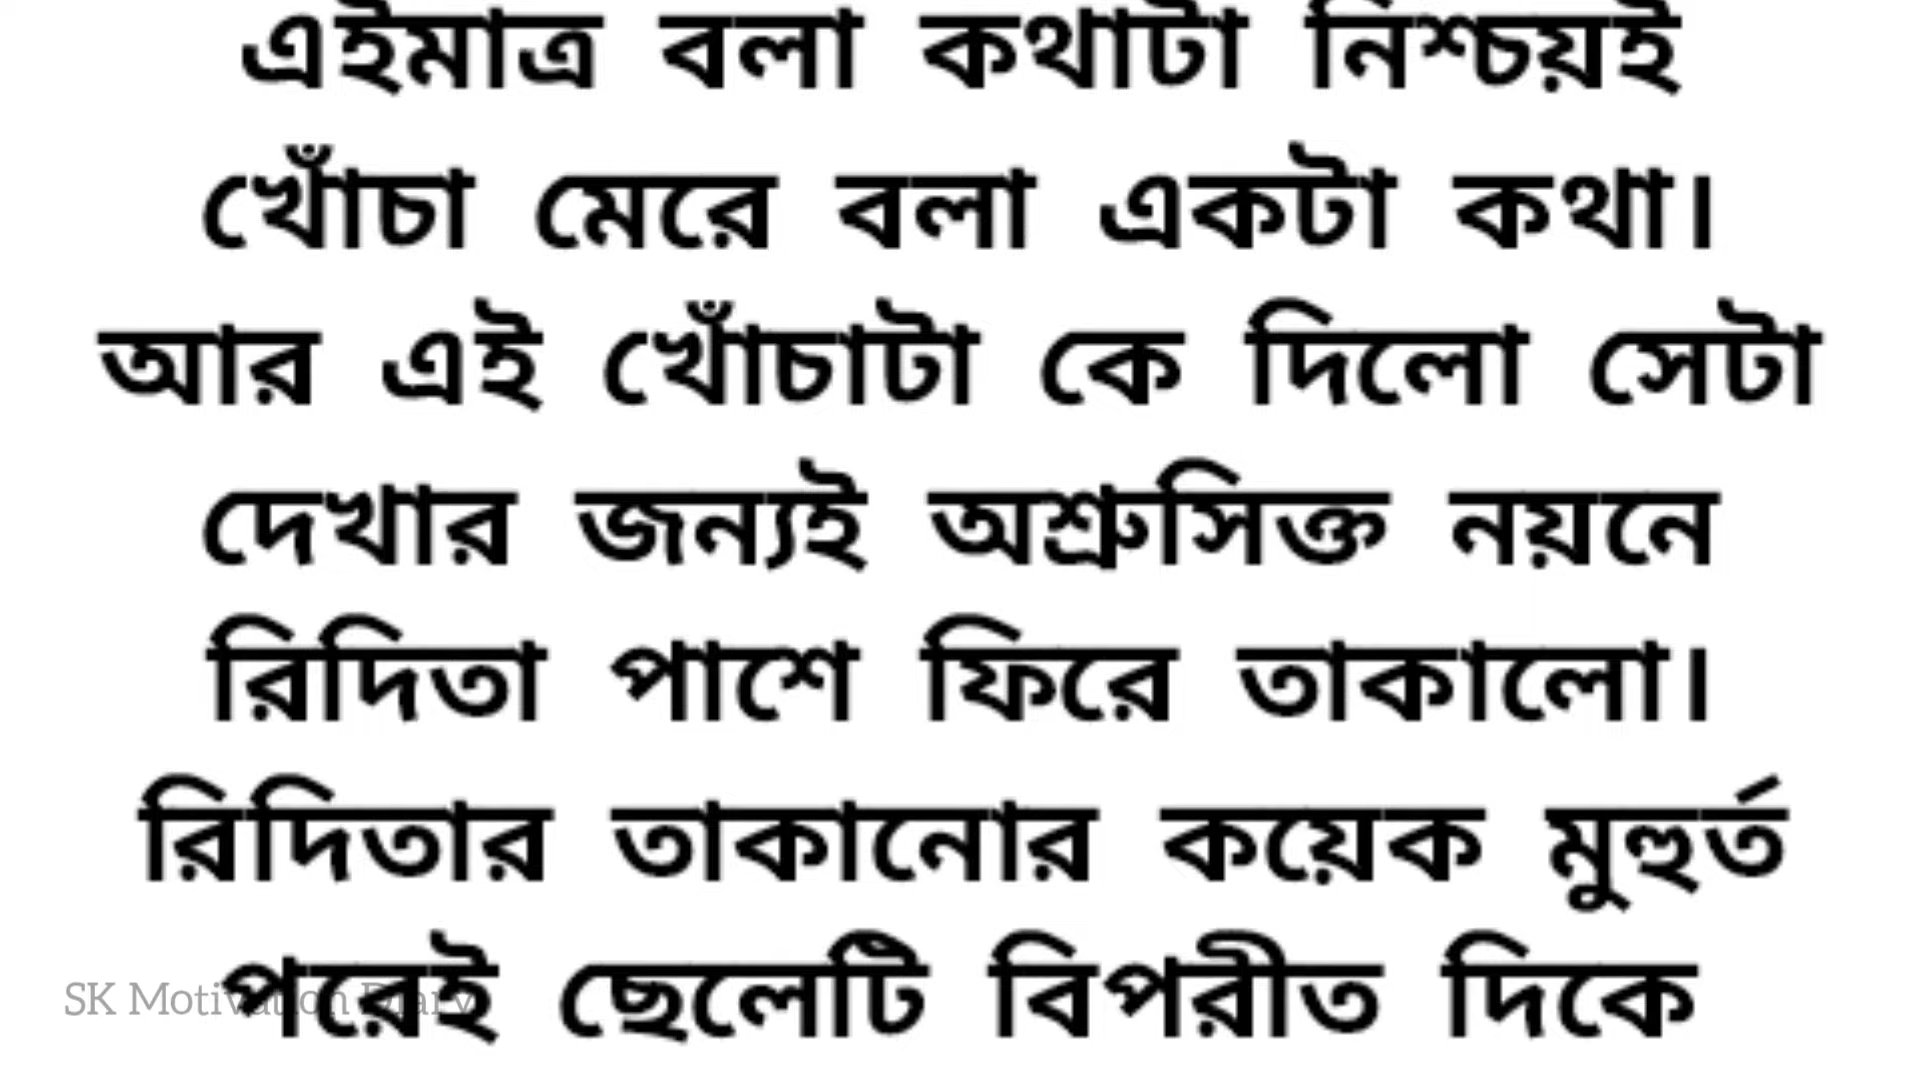 এইমাত্র বলা কথাটা নিশ্চয়ই
খোঁচা মেরে বলা একটা কথা।
আর এই খোঁচাটা কে দিলো সেটা
দেখার জন্যই অশ্রুসিক্ত নয়নে
রিদিতা পাশে ফিরে তাকালো।
রিদিতার তাকানোর কয়েক মুহুর্ত
পরেই ছেলেটি বিপরীত দিকে
SK Motivation Diary